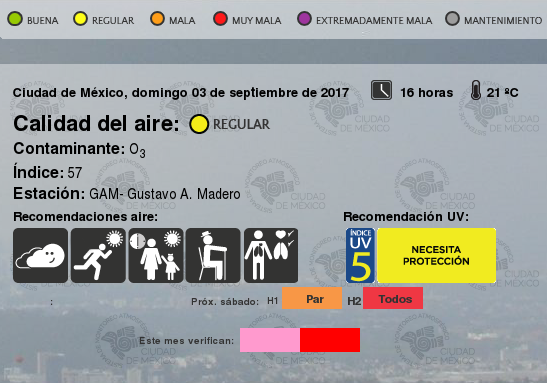 BUENA REGULAR MALA MUY MALA EXTREMADAMENTE MALA MANTENIMIENTO
Ciudad de México, domingo 03 de septiembre de 2017 16 horas 21 ºC
Calidad del aire: REGULAR
Contaminante: O3
Índice: 57
Estación: GAM- Gustavo A. Madero
Recomendaciones aire: Recomendación UV:
ÍNDICE UV 5 NECESITA PROTECCIÓN
: Próx. sábado: H1 Par H2 Todos
Este mes verifican:
CIUDAD DE MÉXICO